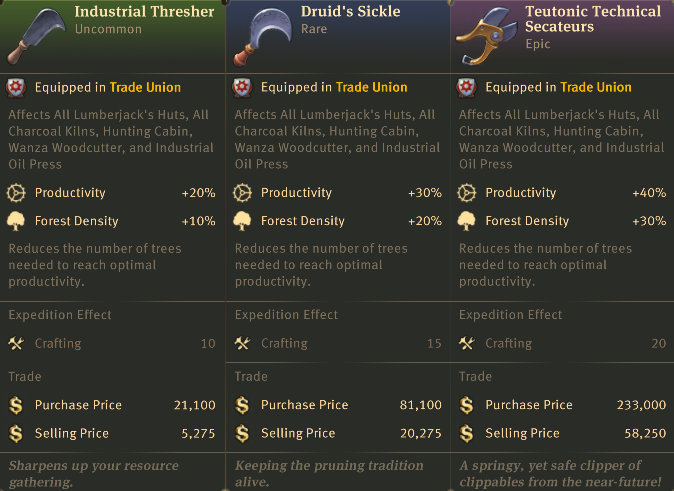 Industrial Thresher
Uncommon
Equipped in Trade Union
Affects All Lumberjack's Huts, All
Charcoal Kilns, Hunting Cabin,
Wanza Woodcutter, and Industrial
Oil Press
Productivity +20%
Forest Density +10%
Reduces the number of trees
needed to reach optimal
productivity.
Expedition Effect
Crafting 10
Trade
Purchase Price 21,100
Selling Price 5,275
Sharpens up your resource
gathering.
Druid's Sickle
Rare
Equipped in Trade Union
Affects All Lumberjack's Huts, All
Charcoal Kilns, Hunting Cabin,
Wanza Woodcutter, and Industrial
Oil Press
Productivity +30%
Forest Density +20%
Reduces the number of trees
needed to reach optimal
productivity.
Expedition Effect
Crafting 15
Trade
Purchase Price 81,100
Selling Price 20,275
Keeping the pruning tradition
alive.
Teutonic Technical
Secateurs
Epic
Equipped in Trade Union
Affects All Lumberjack's Huts, All
Charcoal Kilns, Hunting Cabin,
Wanza Woodcutter, and Industrial
Oil Press
Productivity +40%
Forest Density +30%
Reduces the number of trees
needed to reach optimal
productivity.
Expedition Effect
Crafting 20
Trade
Purchase Price 233,000
Selling Price 58,250
A springy, yet safe clipper of
clippables from the near-future!